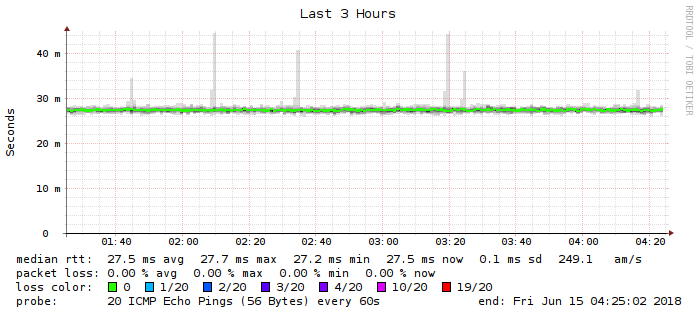 Last 3 Hours
RRDTOOL / TOBI OETIKER
Seconds
40 m
30 m
20 m
10 m
0
01:40 02:00 02:20 02:40 03:00 03:20 03:40 04:00 04:20
median rtt: 27.5 ms avg 27.7 ms max 27.2 ms min 27.5 ms now 0.1 ms sd 249.1 am/s
packet loss: 0.00 % avg 0.00 % max 0.00 % min 0.00 % now
loss color: 0 1/20 2/20 3/20 4/20 10/20 19/20
probe: 20 ICMP Echo Pings (56 Bytes) every 60s end: Fri Jun 15 04:25:02 2018